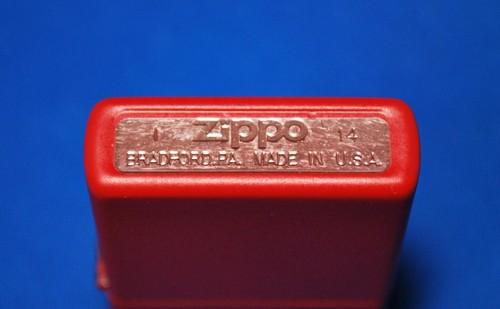 I zippo 14
BRADFORD.PA. MADE IN U.S.A.